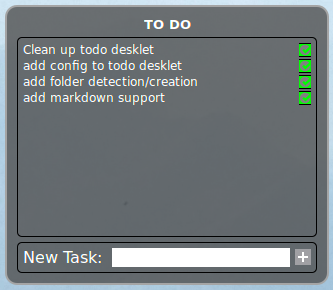 TO DO
Clean up todo desklet
add config to todo desklet
add folder detection/creation
add markdown support
New Task:
+